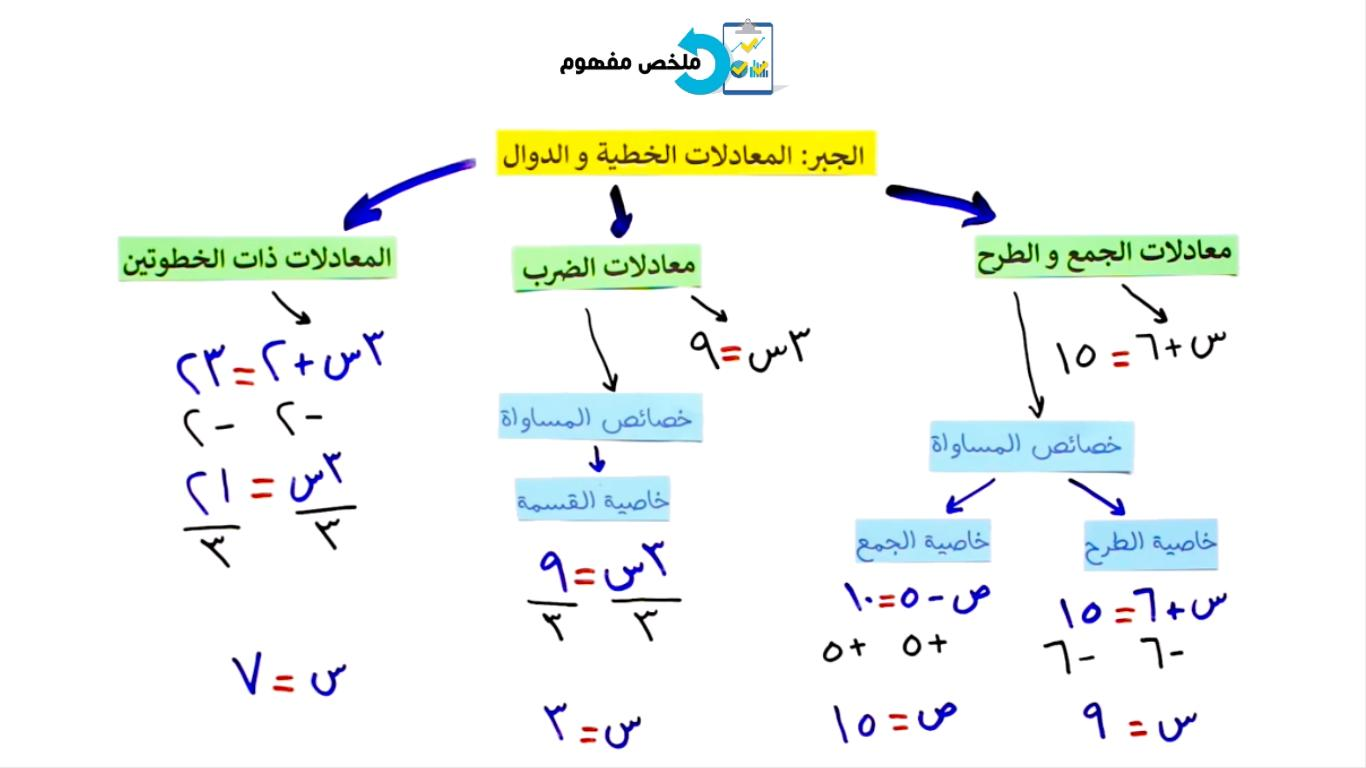 ملخص مفهوم
الجبر: المعادلات الخطية و الدوال
معادلات الجمع و الطرح
س+٦ = ١٥
خصائص المساواة
خاصية الطرح
س+٦=١٥
-٦ -٦
س = ٩
خاصية الجمع
ص-٥=١٠
+٥ +٥
ص = ١٥
معادلات الضرب
٣س=٩
خصائص المساواة
خاصية القسمة
٣س=٩
٣ ٣
س = ٣
المعادلات ذات الخطوتين
٣س+٢=٢٣
-٢ -٢
٣س = ٢١
٣ ٣
س = ٧